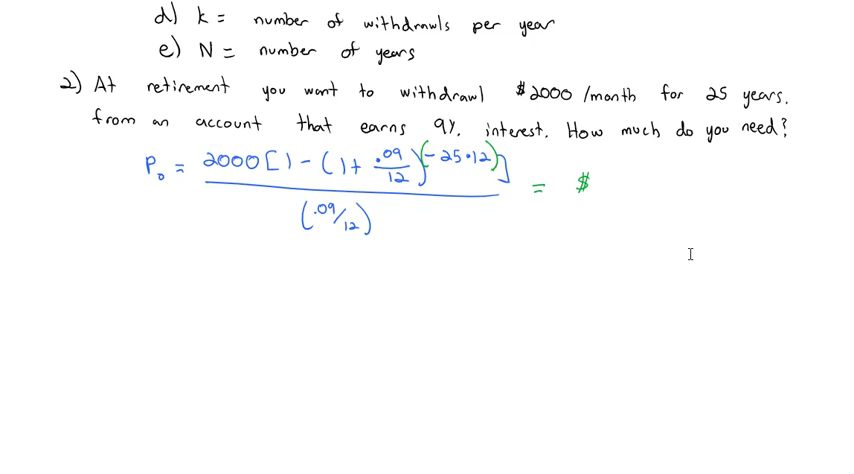 d) k = number of withdrawls per year
e) N = number of years
2) At retirement you want to withdrawl $2000 /month for 25 years.
from an account that earns 9% interest. How much do you need?
P₀ = 2000[1 - (1 + .09/12)^(-25·12)] / (.09/12) = $